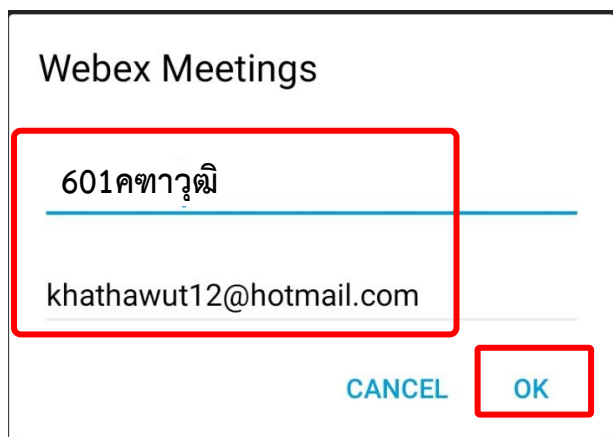 Webex Meetings
601คฑาวุฒิ
khathawut12@hotmail.com
CANCEL OK